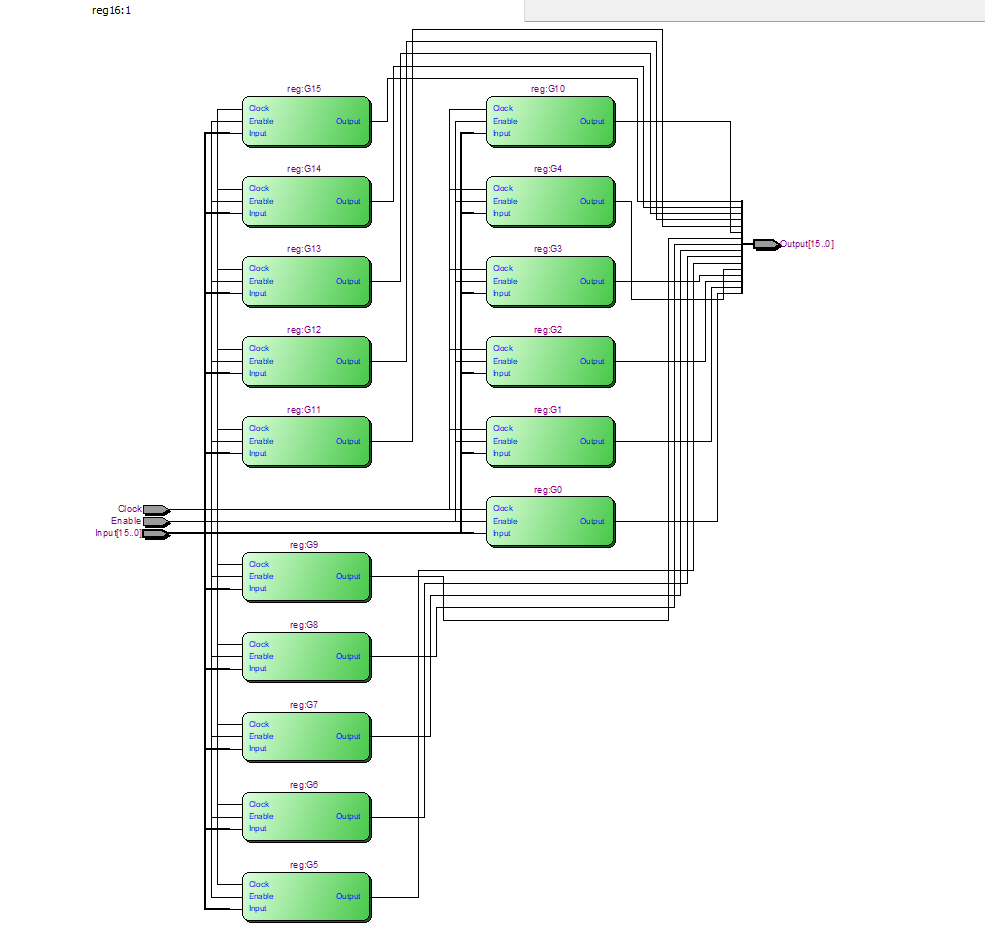 reg16:1
reg:G15
Clock
Enable
Input
Output
reg:G10
Clock
Enable
Input
Output
reg:G14
Clock
Enable
Input
Output
reg:G4
Clock
Enable
Input
Output
reg:G13
Clock
Enable
Input
Output
reg:G3
Clock
Enable
Input
Output
Output[15..0]
reg:G12
Clock
Enable
Input
Output
reg:G2
Clock
Enable
Input
Output
reg:G11
Clock
Enable
Input
Output
reg:G1
Clock
Enable
Input
Output
Clock
Enable
Input[15..0]
reg:G0
Clock
Enable
Input
Output
reg:G9
Clock
Enable
Input
Output
reg:G8
Clock
Enable
Input
Output
reg:G7
Clock
Enable
Input
Output
reg:G6
Clock
Enable
Input
Output
reg:G5
Clock
Enable
Input
Output